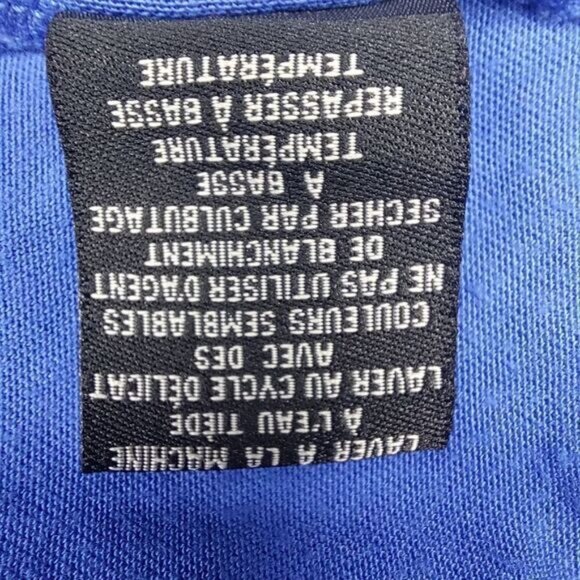 LAVER A LA MACHINE
À L'EAU TIÈDE
LAVER AU CYCLE DÉLICAT
AVEC DES
COULEURS SEMBLABLES
NE PAS UTILISER D'AGENT
DE BLANCHIMENT
SECHER PAR CULBUTAGE
À BASSE
TEMPÉRATURE
REPASSER À BASSE
TEMPÉRATURE